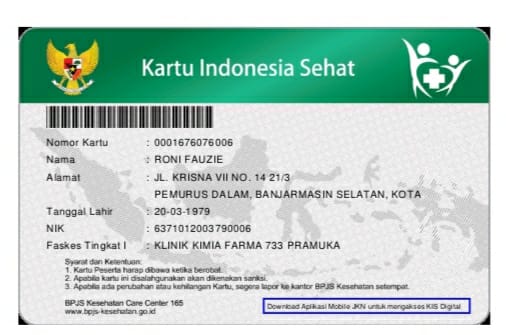 Kartu Indonesia Sehat
Nomor Kartu : 0001676076006
Nama : RONI FAUZIE
Alamat : JL. KRISNA VII NO. 14 21/3
PEMURUS DALAM, BANJARMASIN SELATAN, KOTA
Tanggal Lahir : 20-03-1979
NIK : 6371012003790006
Faskes Tingkat I : KLINIK KIMIA FARMA 733 PRAMUKA
Syarat dan Ketentuan:
1. Kartu Peserta harap dibawa ketika berobat.
2. Apabila kartu ini disalahgunakan akan dikenakan sanksi.
3. Apabila ada perubahan atau kehilangan Kartu, segera lapor ke kantor BPJS Kesehatan setempat.
BPJS Kesehatan Care Center 165
www.bpjs-kesehatan.go.id
Download Aplikasi Mobile JKN untuk mengakses KIS Digital